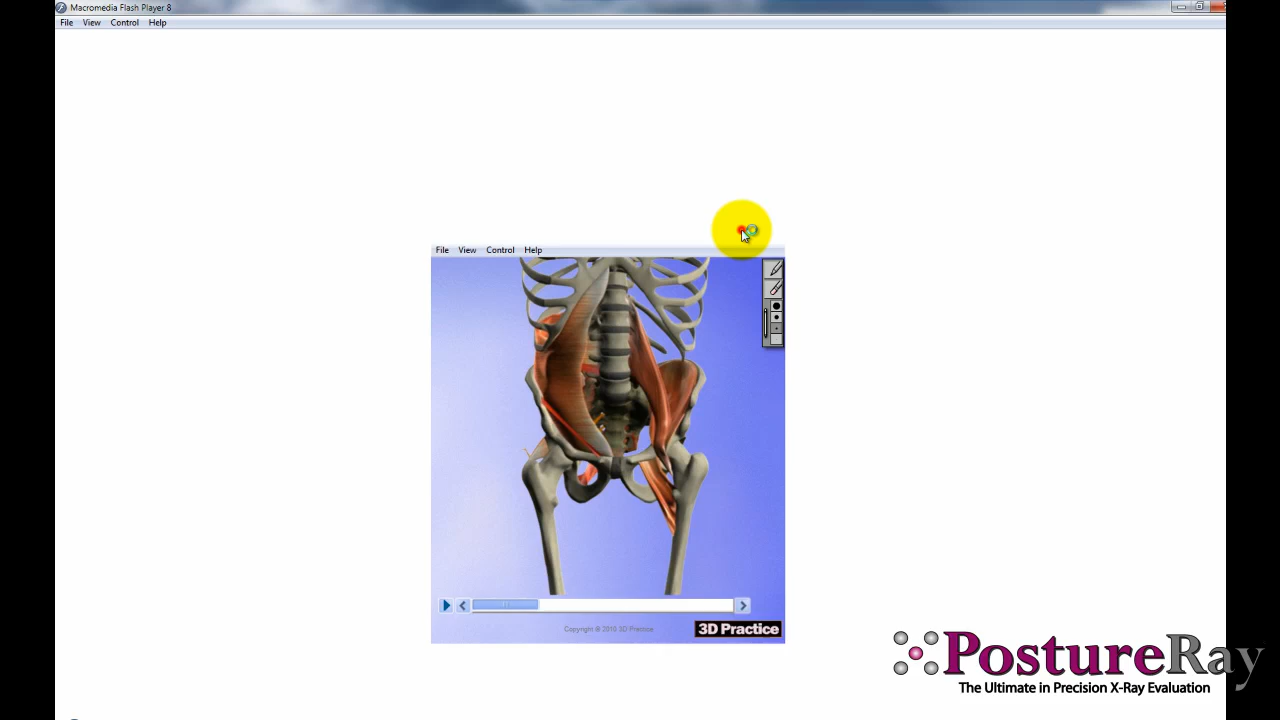 Macromedia Flash Player 8
File View Control Help
File View Control Help
Copyright © 2010 3D Practice
3D Practice
PostureRay
The Ultimate in Precision X-Ray Evaluation